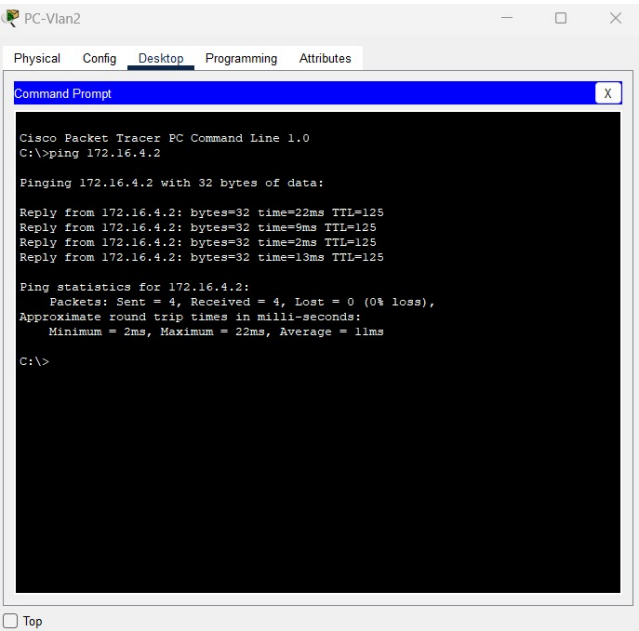 PC-Vlan2
Physical Config Desktop Programming Attributes
Command Prompt X
Cisco Packet Tracer PC Command Line 1.0
C:\>ping 172.16.4.2
Pinging 172.16.4.2 with 32 bytes of data:
Reply from 172.16.4.2: bytes=32 time=22ms TTL=125
Reply from 172.16.4.2: bytes=32 time=9ms TTL=125
Reply from 172.16.4.2: bytes=32 time=2ms TTL=125
Reply from 172.16.4.2: bytes=32 time=13ms TTL=125
Ping statistics for 172.16.4.2:
Packets: Sent = 4, Received = 4, Lost = 0 (0% loss),
Approximate round trip times in milli-seconds:
Minimum = 2ms, Maximum = 22ms, Average = 11ms
C:\>
Top